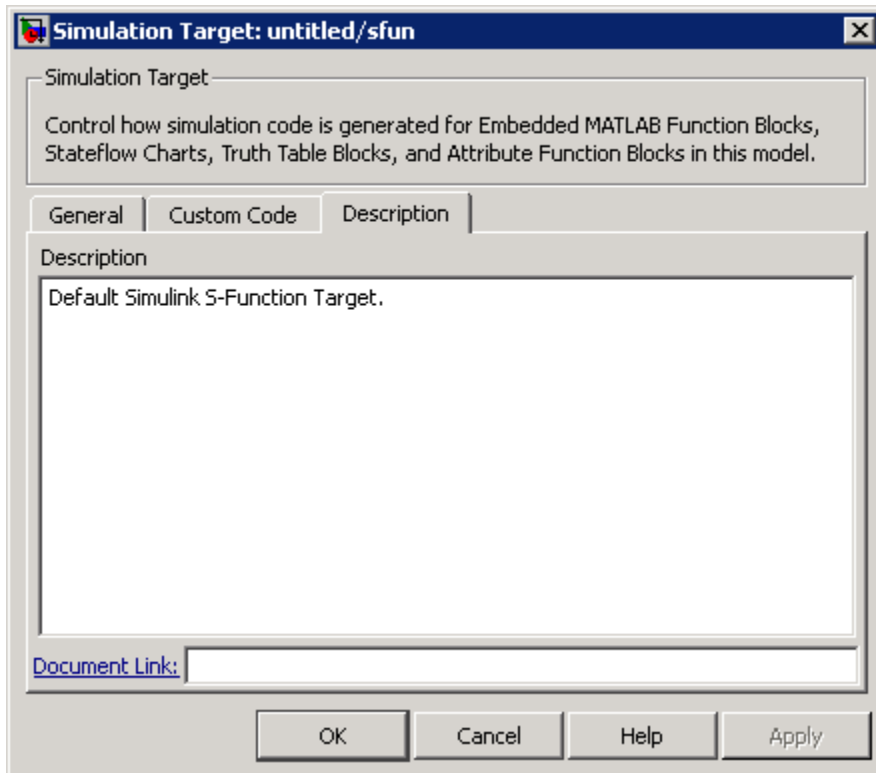 Simulation Target: untitled/sfun
Simulation Target
Control how simulation code is generated for Embedded MATLAB Function Blocks,
Stateflow Charts, Truth Table Blocks, and Attribute Function Blocks in this model.
General Custom Code Description
Description
Default Simulink S-Function Target.
Document Link:
OK Cancel Help Apply